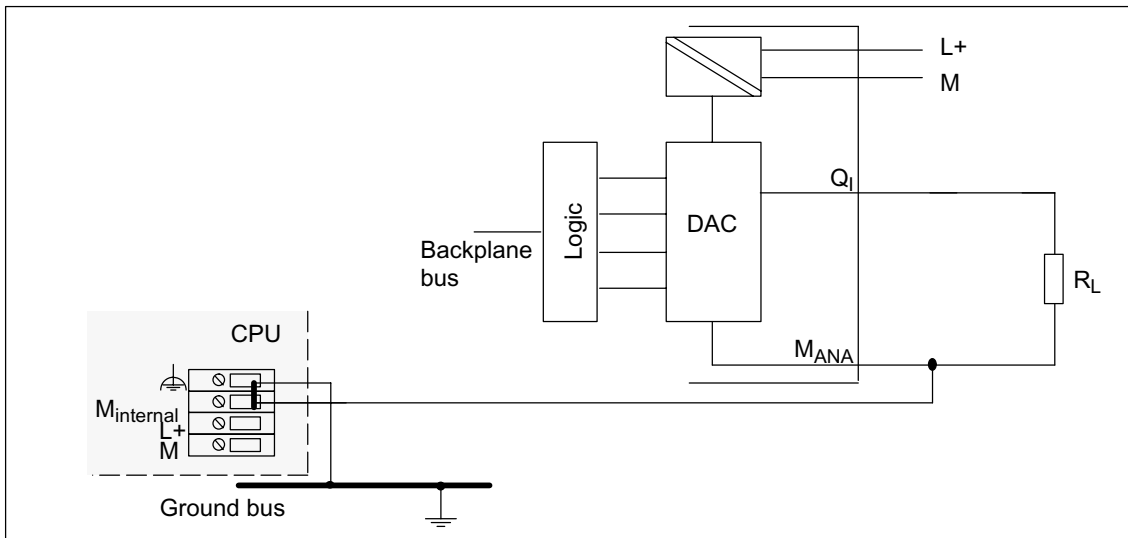 L+
M
Q_I
DAC
Logic
Backplane
bus
R_L
M_ANA
CPU
M_internal
L+
M
Ground bus